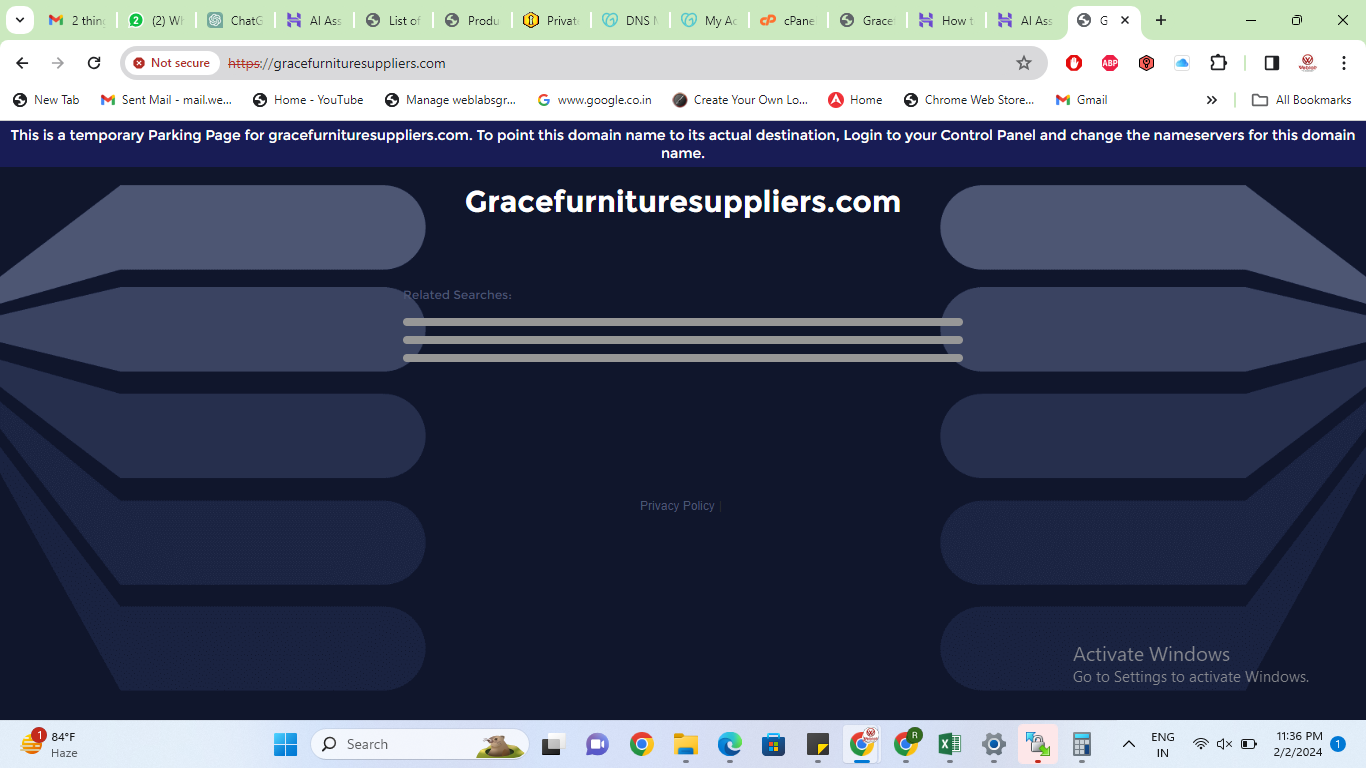 2 thing
(2) Wh
ChatG
AI Ass
List of
Produ
Privat
DNS M
My Ac
cPane
Grace
How t
AI Ass
G
Not secure
https://gracefurnituresuppliers.com
ABP
New Tab
Sent Mail - mail.we...
Home - YouTube
Manage weblabsgr...
www.google.co.in
Create Your Own Lo...
Home
Chrome Web Store...
Gmail
All Bookmarks
This is a temporary Parking Page for gracefurnituresuppliers.com. To point this domain name to its actual destination, Login to your Control Panel and change the nameservers for this domain
name.
Gracefurnituresuppliers.com
Related Searches:
Privacy Policy |
Activate Windows
Go to Settings to activate Windows.
1
84°F
Haze
Search
R
ENG
IN
11:36 PM
2/2/2024
1